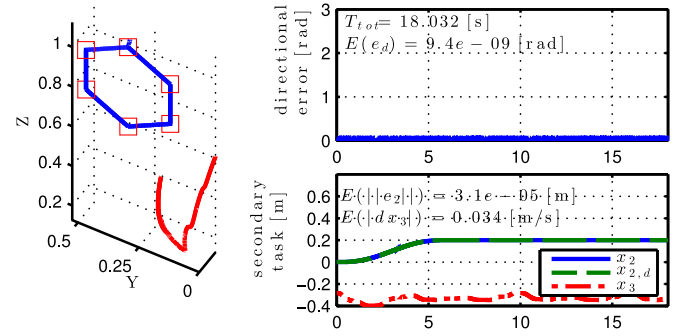 1
0.8
0.6
0.4
0.2
Z
0.5
0.25
0
Y
3
2
1
0
directional
error [rad]
T_tot = 18.032 [s]
E(e_d) = 9.4e − 09 [rad]
0 5 10 15
0.6
0.4
0.2
0
−0.2
−0.4
secondary
task [m]
E(||e_2||) = 3.1e − 05 [m]
E(|dx_3|) = 0.034 [m/s]
x_2
x_2,d
x_3
0 5 10 15